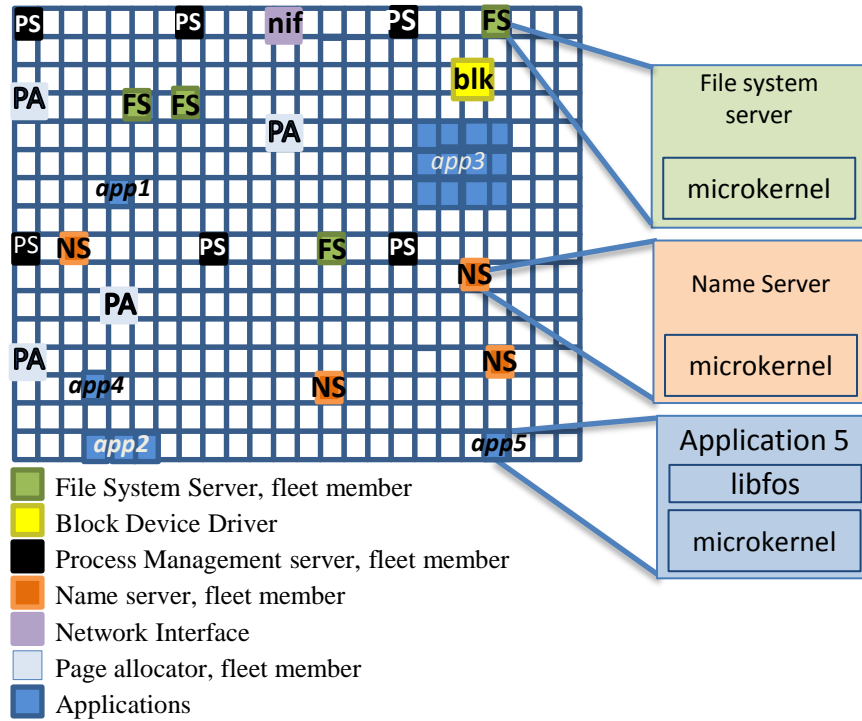 PS
PS
nif
PS
FS
blk
File system
server
microkernel
PA
FS
FS
PA
app3
app1
PS
NS
PS
FS
PS
NS
Name Server
microkernel
PA
PA
NS
app4
NS
app2
app5
Application 5
libfos
microkernel
File System Server, fleet member
Block Device Driver
Process Management server, fleet member
Name server, fleet member
Network Interface
Page allocator, fleet member
Applications